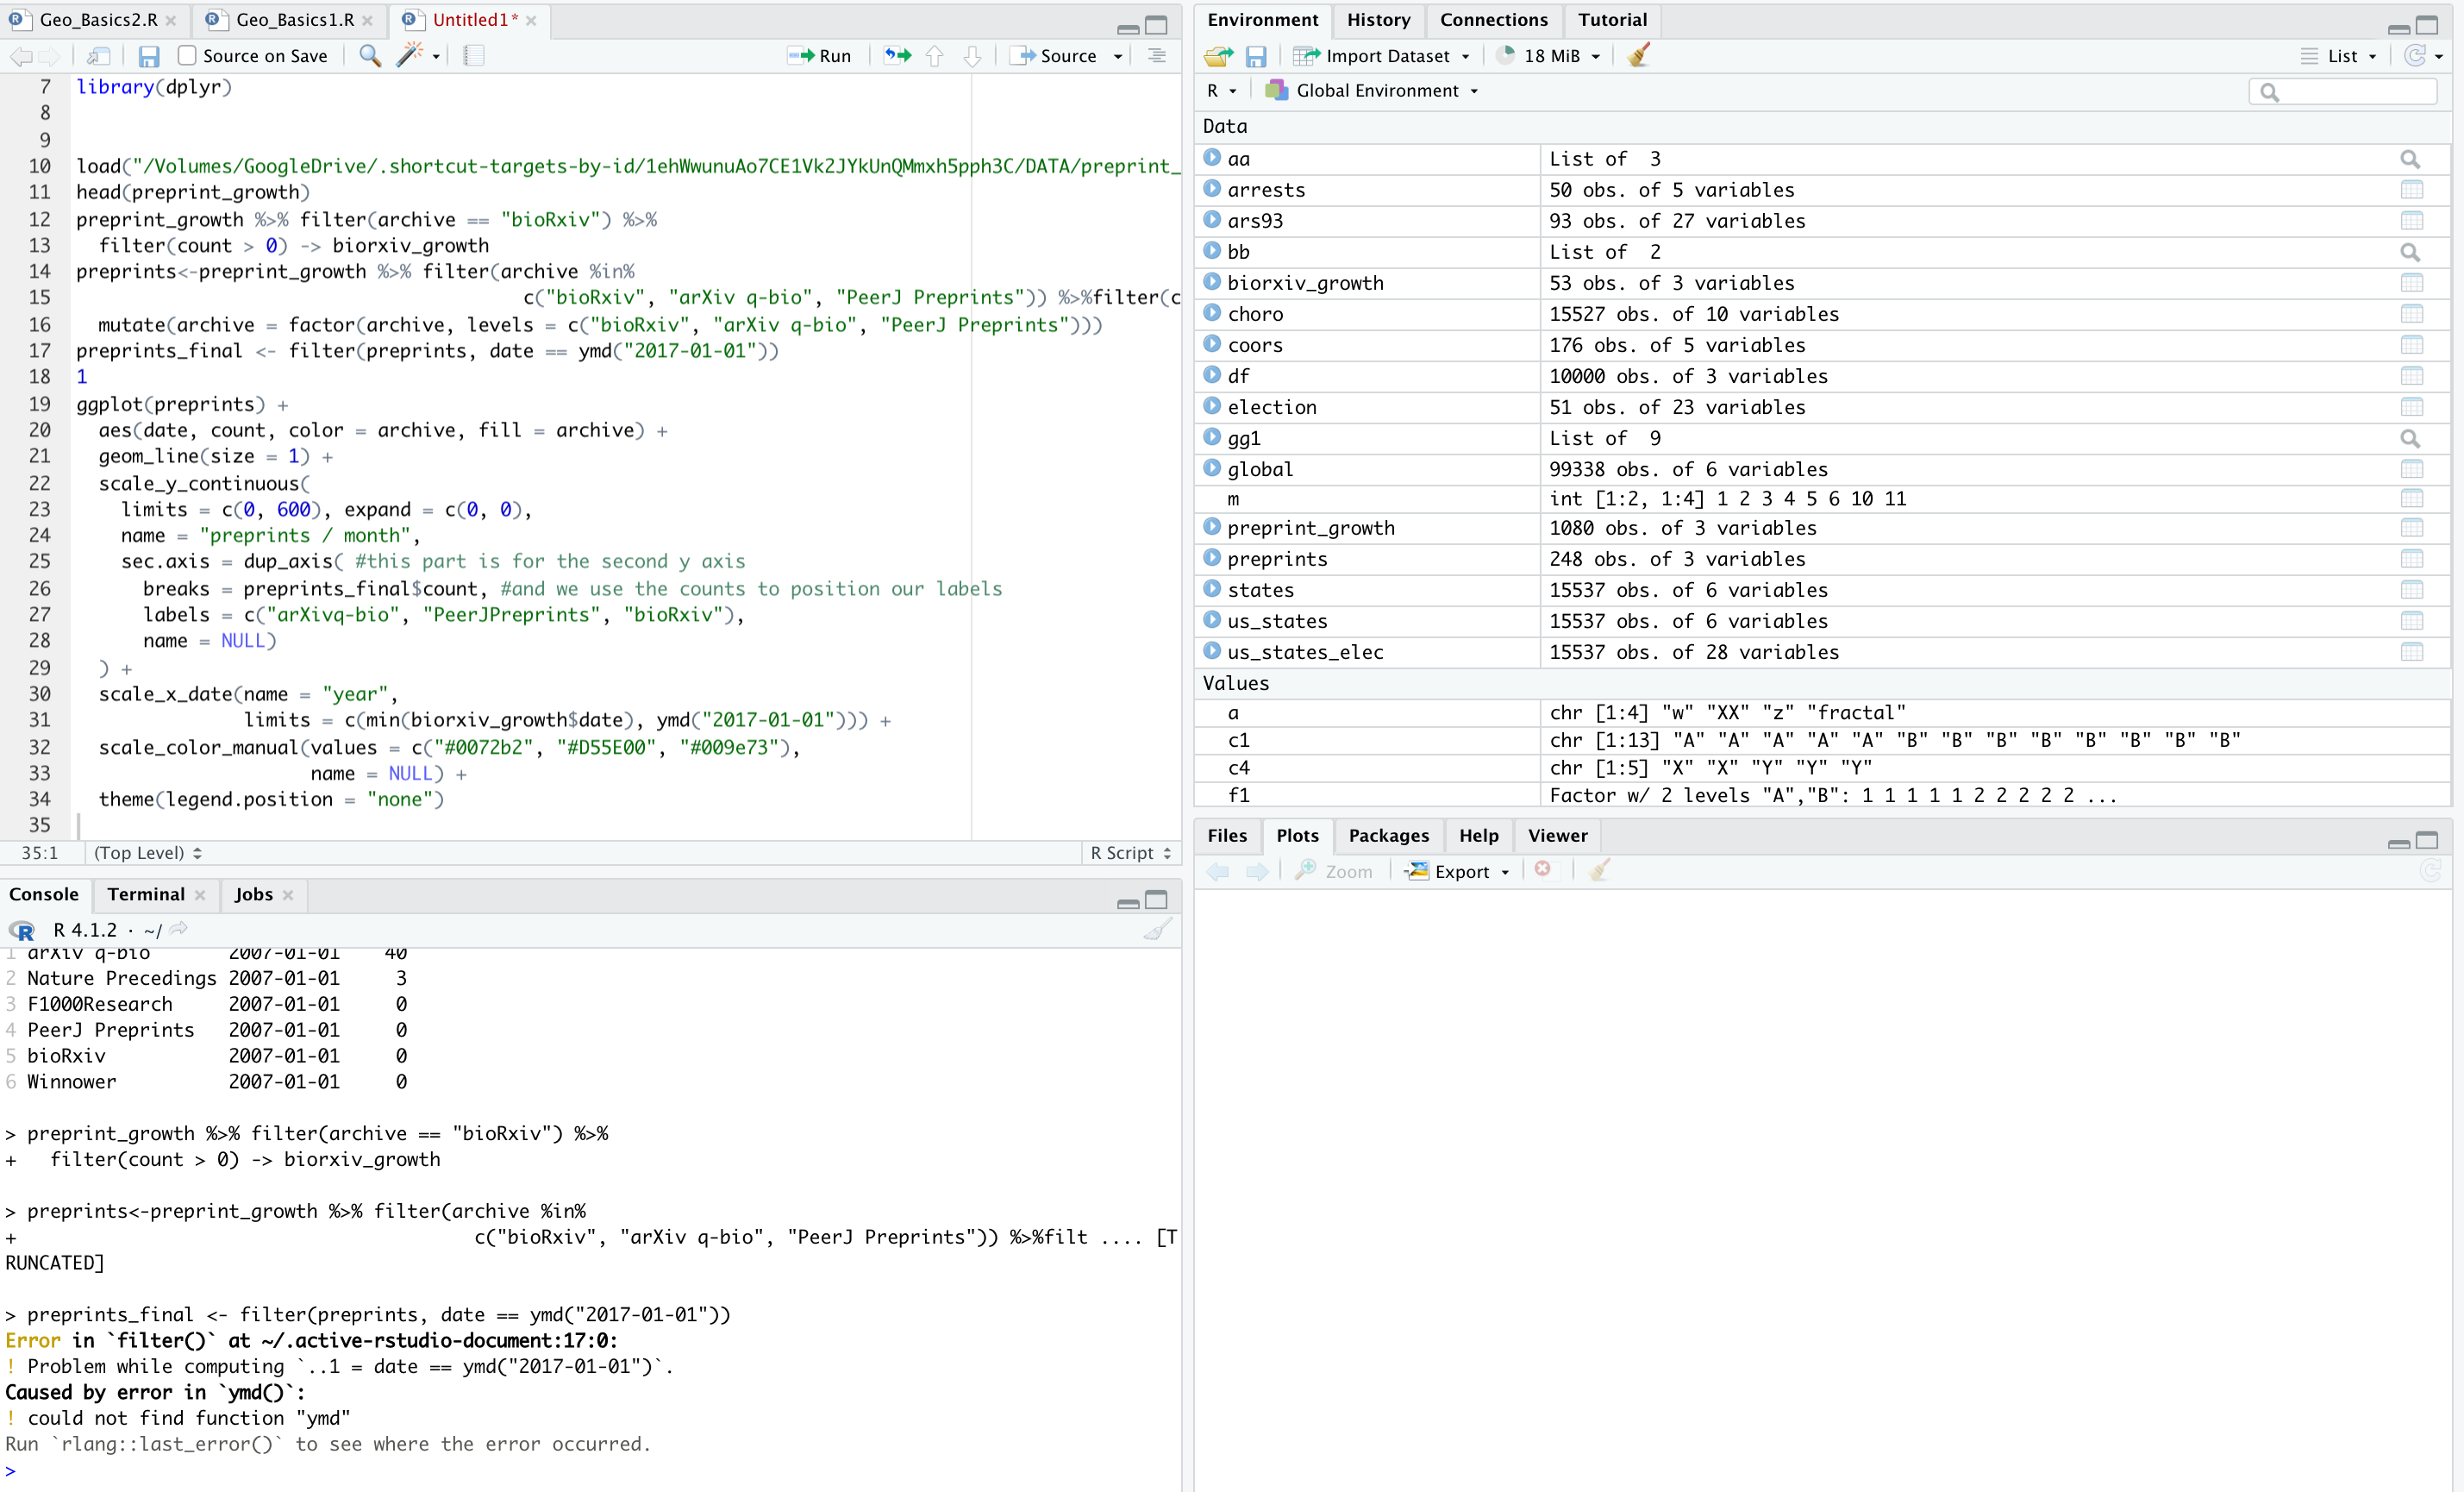 Geo_Basics2.R
Geo_Basics1.R
Untitled1*
Source on Save
Run
Source
7 library(dplyr)
8
9
10 load("/Volumes/GoogleDrive/.shortcut-targets-by-id/1ehWwunuAo7CE1Vk2JYkUnQMmxh5pph3C/DATA/preprint_
11 head(preprint_growth)
12 preprint_growth %>% filter(archive == "bioRxiv") %>%
13 filter(count > 0) -> biorxiv_growth
14 preprints<-preprint_growth %>% filter(archive %in%
15 c("bioRxiv", "arXiv q-bio", "PeerJ Preprints")) %>%filter(c
16 mutate(archive = factor(archive, levels = c("bioRxiv", "arXiv q-bio", "PeerJ Preprints")))
17 preprints_final <- filter(preprints, date == ymd("2017-01-01"))
18 1
19 ggplot(preprints) +
20 aes(date, count, color = archive, fill = archive) +
21 geom_line(size = 1) +
22 scale_y_continuous(
23 limits = c(0, 600), expand = c(0, 0),
24 name = "preprints / month",
25 sec.axis = dup_axis( #this part is for the second y axis
26 breaks = preprints_final$count, #and we use the counts to position our labels
27 labels = c("arXivq-bio", "PeerJPreprints", "bioRxiv"),
28 name = NULL)
29 ) +
30 scale_x_date(name = "year",
31 limits = c(min(biorxiv_growth$date), ymd("2017-01-01"))) +
32 scale_color_manual(values = c("#0072b2", "#D55E00", "#009e73"),
33 name = NULL) +
34 theme(legend.position = "none")
35
35:1 (Top Level) R Script
Console Terminal Jobs
R 4.1.2 · ~/
1 arXiv q-bio 2007-01-01 40
2 Nature Precedings 2007-01-01 3
3 F1000Research 2007-01-01 0
4 PeerJ Preprints 2007-01-01 0
5 bioRxiv 2007-01-01 0
6 Winnower 2007-01-01 0
> preprint_growth %>% filter(archive == "bioRxiv") %>%
+ filter(count > 0) -> biorxiv_growth
> preprints<-preprint_growth %>% filter(archive %in%
+ c("bioRxiv", "arXiv q-bio", "PeerJ Preprints")) %>%filt .... [T
RUNCATED]
> preprints_final <- filter(preprints, date == ymd("2017-01-01"))
Error in `filter()` at ~/.active-rstudio-document:17:0:
! Problem while computing `..1 = date == ymd("2017-01-01")`.
Caused by error in `ymd()`:
! could not find function "ymd"
Run `rlang::last_error()` to see where the error occurred.
>
Environment History Connections Tutorial
Import Dataset 18 MiB List
R Global Environment
Data
aa List of 3
arrests 50 obs. of 5 variables
ars93 93 obs. of 27 variables
bb List of 2
biorxiv_growth 53 obs. of 3 variables
choro 15527 obs. of 10 variables
coors 176 obs. of 5 variables
df 10000 obs. of 3 variables
election 51 obs. of 23 variables
gg1 List of 9
global 99338 obs. of 6 variables
m int [1:2, 1:4] 1 2 3 4 5 6 10 11
preprint_growth 1080 obs. of 3 variables
preprints 248 obs. of 3 variables
states 15537 obs. of 6 variables
us_states 15537 obs. of 6 variables
us_states_elec 15537 obs. of 28 variables
Values
a chr [1:4] "w" "XX" "z" "fractal"
c1 chr [1:13] "A" "A" "A" "A" "A" "B" "B" "B" "B" "B" "B" "B" "B"
c4 chr [1:5] "X" "X" "Y" "Y" "Y"
f1 Factor w/ 2 levels "A","B": 1 1 1 1 1 2 2 2 2 2 ...
Files Plots Packages Help Viewer
Zoom Export